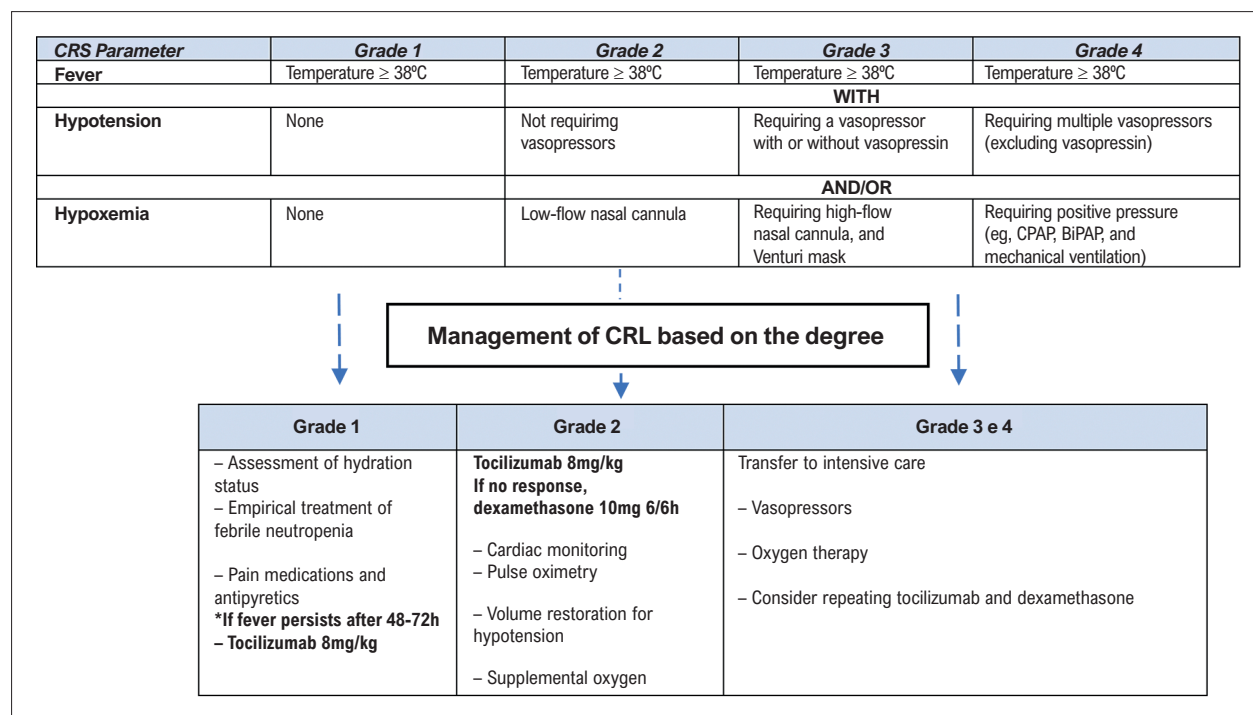 CRS Parameter Grade 1 Grade 2 Grade 3 Grade 4
Fever Temperature ≥ 38ºC Temperature ≥ 38ºC Temperature ≥ 38ºC Temperature ≥ 38ºC
WITH
Hypotension None Not requirimg Requiring a vasopressor Requiring multiple vasopressors
vasopressors with or without vasopressin (excluding vasopressin)
AND/OR
Hypoxemia None Low-flow nasal cannula Requiring high-flow Requiring positive pressure
nasal cannula, and (eg, CPAP, BiPAP, and
Venturi mask mechanical ventilation)
Management of CRL based on the degree
Grade 1
– Assessment of hydration
status
– Empirical treatment of
febrile neutropenia
– Pain medications and
antipyretics
*If fever persists after 48-72h
– Tocilizumab 8mg/kg
Grade 2
Tocilizumab 8mg/kg
If no response,
dexamethasone 10mg 6/6h
– Cardiac monitoring
– Pulse oximetry
– Volume restoration for
hypotension
– Supplemental oxygen
Grade 3 e 4
Transfer to intensive care
– Vasopressors
– Oxygen therapy
– Consider repeating tocilizumab and dexamethasone